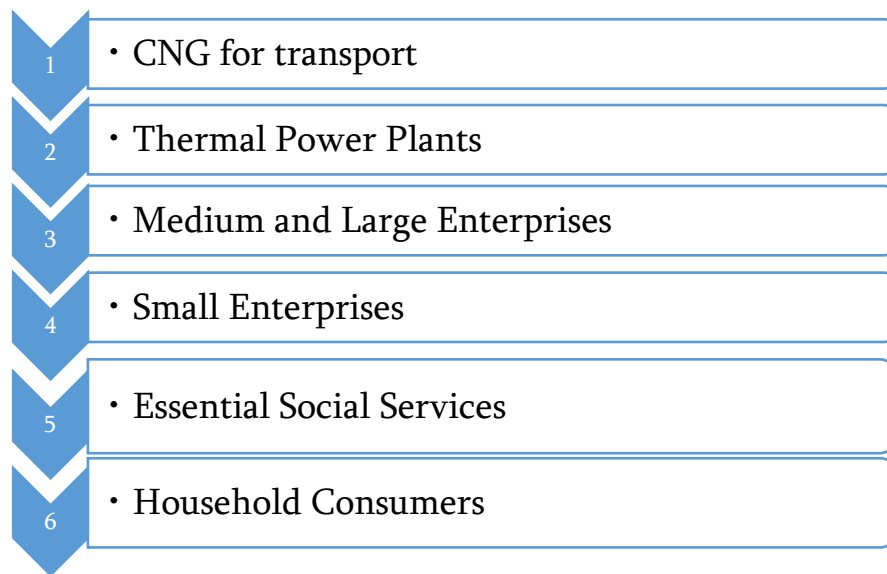 1 • CNG for transport
2 • Thermal Power Plants
3 • Medium and Large Enterprises
4 • Small Enterprises
5 • Essential Social Services
6 • Household Consumers